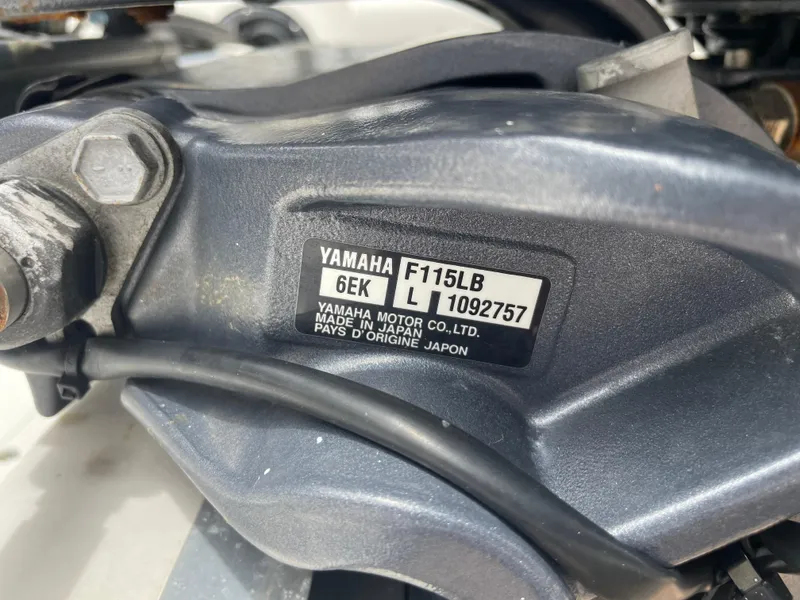 YAMAHA F115LB
6EK L 1092757
YAMAHA MOTOR CO.,LTD.
MADE IN JAPAN
PAYS D'ORIGINE JAPON